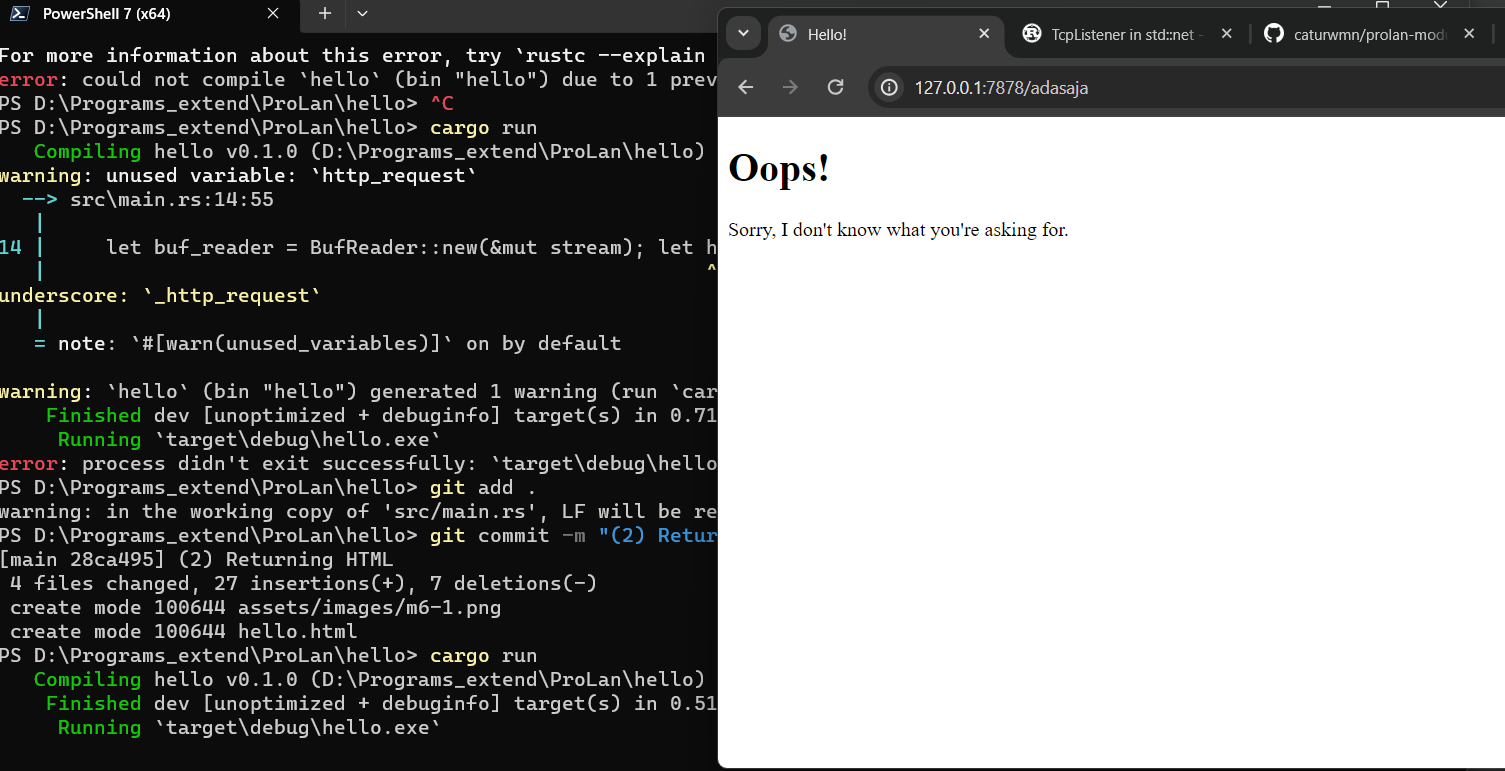 PowerShell 7 (x64)
For more information about this error, try `rustc --explain
error: could not compile `hello` (bin "hello") due to 1 prev
PS D:\Programs_extend\ProLan\hello> ^C
PS D:\Programs_extend\ProLan\hello> cargo run
Compiling hello v0.1.0 (D:\Programs_extend\ProLan\hello)
warning: unused variable: `http_request`
--> src\main.rs:14:55
|
14 | let buf_reader = BufReader::new(&mut stream); let h
| ^
underscore: `_http_request`
|
= note: `#[warn(unused_variables)]` on by default
warning: `hello` (bin "hello") generated 1 warning (run `car
Finished dev [unoptimized + debuginfo] target(s) in 0.71
Running `target\debug\hello.exe`
error: process didn't exit successfully: `target\debug\hello
PS D:\Programs_extend\ProLan\hello> git add .
warning: in the working copy of 'src/main.rs', LF will be re
PS D:\Programs_extend\ProLan\hello> git commit -m "(2) Retur
[main 28ca495] (2) Returning HTML
4 files changed, 27 insertions(+), 7 deletions(-)
create mode 100644 assets/images/m6-1.png
create mode 100644 hello.html
PS D:\Programs_extend\ProLan\hello> cargo run
Compiling hello v0.1.0 (D:\Programs_extend\ProLan\hello)
Finished dev [unoptimized + debuginfo] target(s) in 0.51
Running `target\debug\hello.exe`
Hello!
TcpListener in std::net -
caturwmn/prolan-modu
127.0.0.1:7878/adasaja
Oops!
Sorry, I don't know what you're asking for.